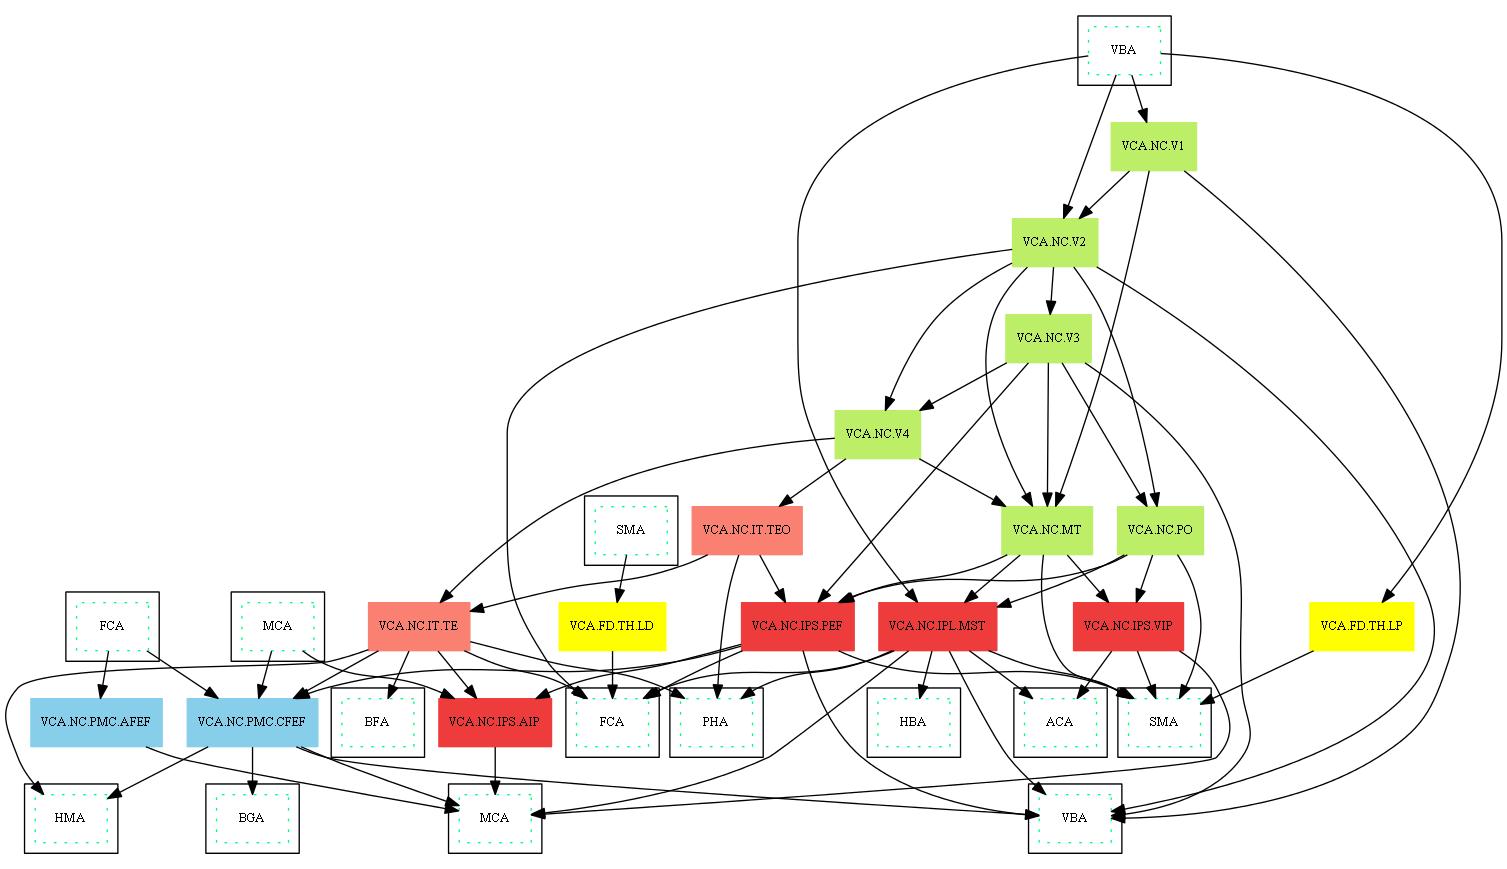 VBA
VCA.NC.V1
VCA.NC.V2
VCA.NC.V3
VCA.NC.V4
SMA
VCA.NC.IT.TEO
VCA.NC.MT
VCA.NC.PO
FCA
MCA
VCA.NC.IT.TE
VCA.FD.TH.LD
VCA.NC.IPS.PEF
VCA.NC.IPL.MST
VCA.NC.IPS.VIP
VCA.FD.TH.LP
VCA.NC.PMC.AFEF
VCA.NC.PMC.CFEF
BFA
VCA.NC.IPS.AIP
FCA
PHA
HBA
ACA
SMA
HMA
BGA
MCA
VBA